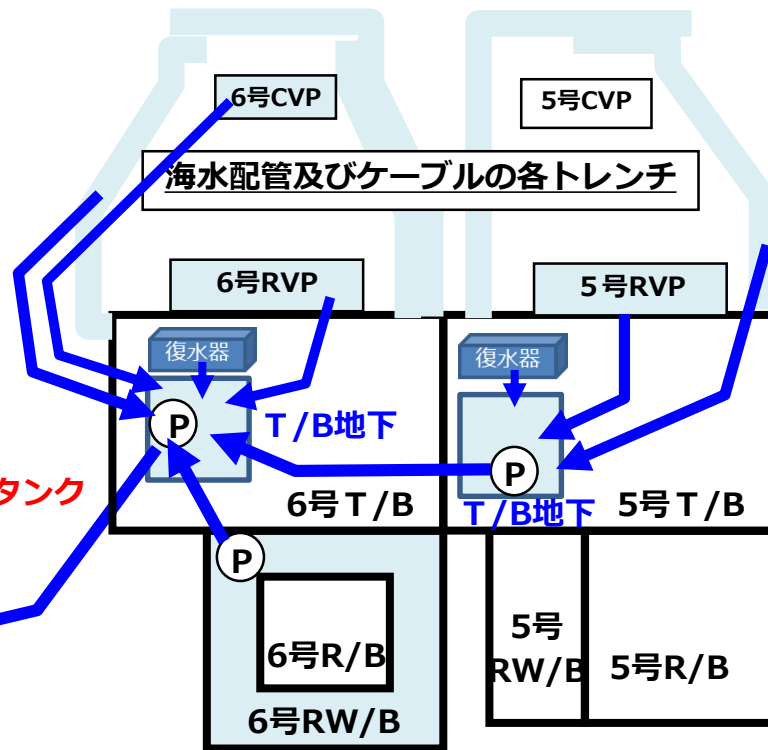 6号CVP
5号CVP
海水配管及びケーブルの各トレンチ
6号RVP
５号RVP
復水器
復水器
T/B地下
P
P
タンク
6号T/B
T/B地下
5号T/B
P
6号R/B
6号RW/B
5号
RW/B
5号R/B